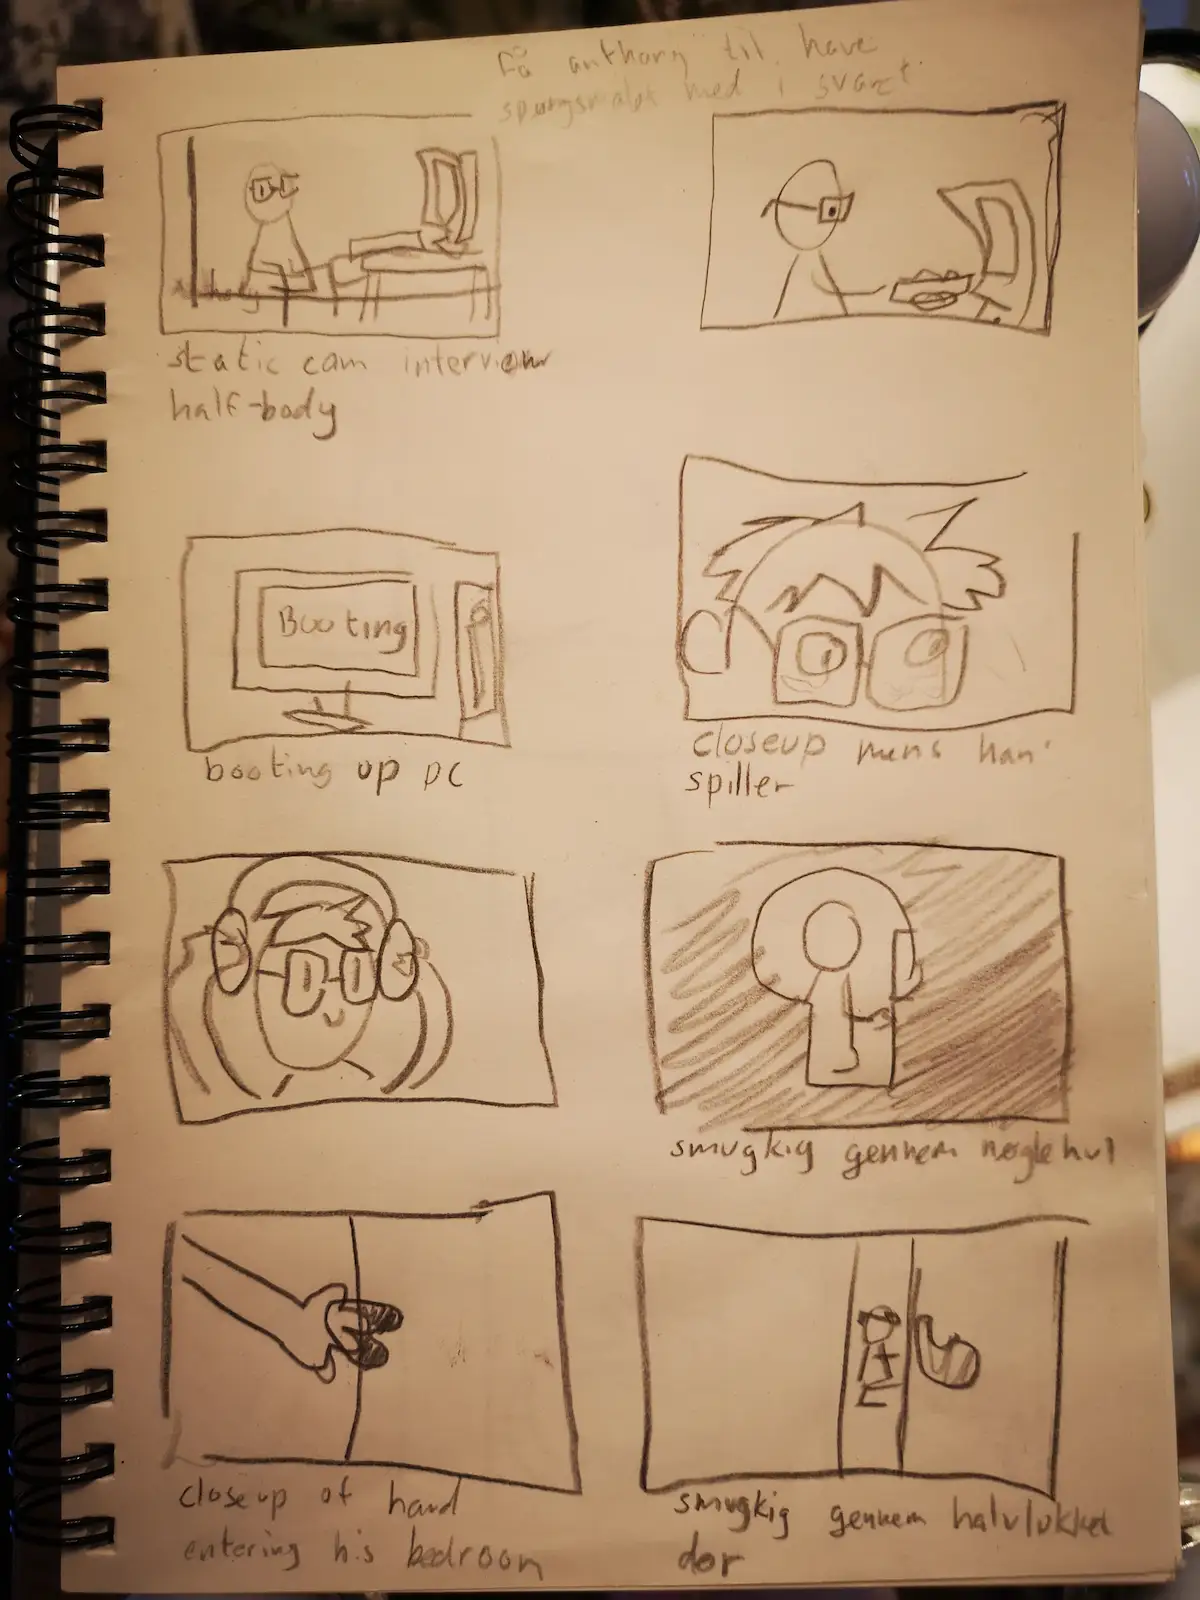 Få anthony til. have
spørgsmålet med i svaret
static cam interview
half-body
Booting
booting up pc
closeup mens han
spiller
smugkig gennem nøglehul
closeup of hand
entering his bedroom
smugkig gennem halvlukket
dør